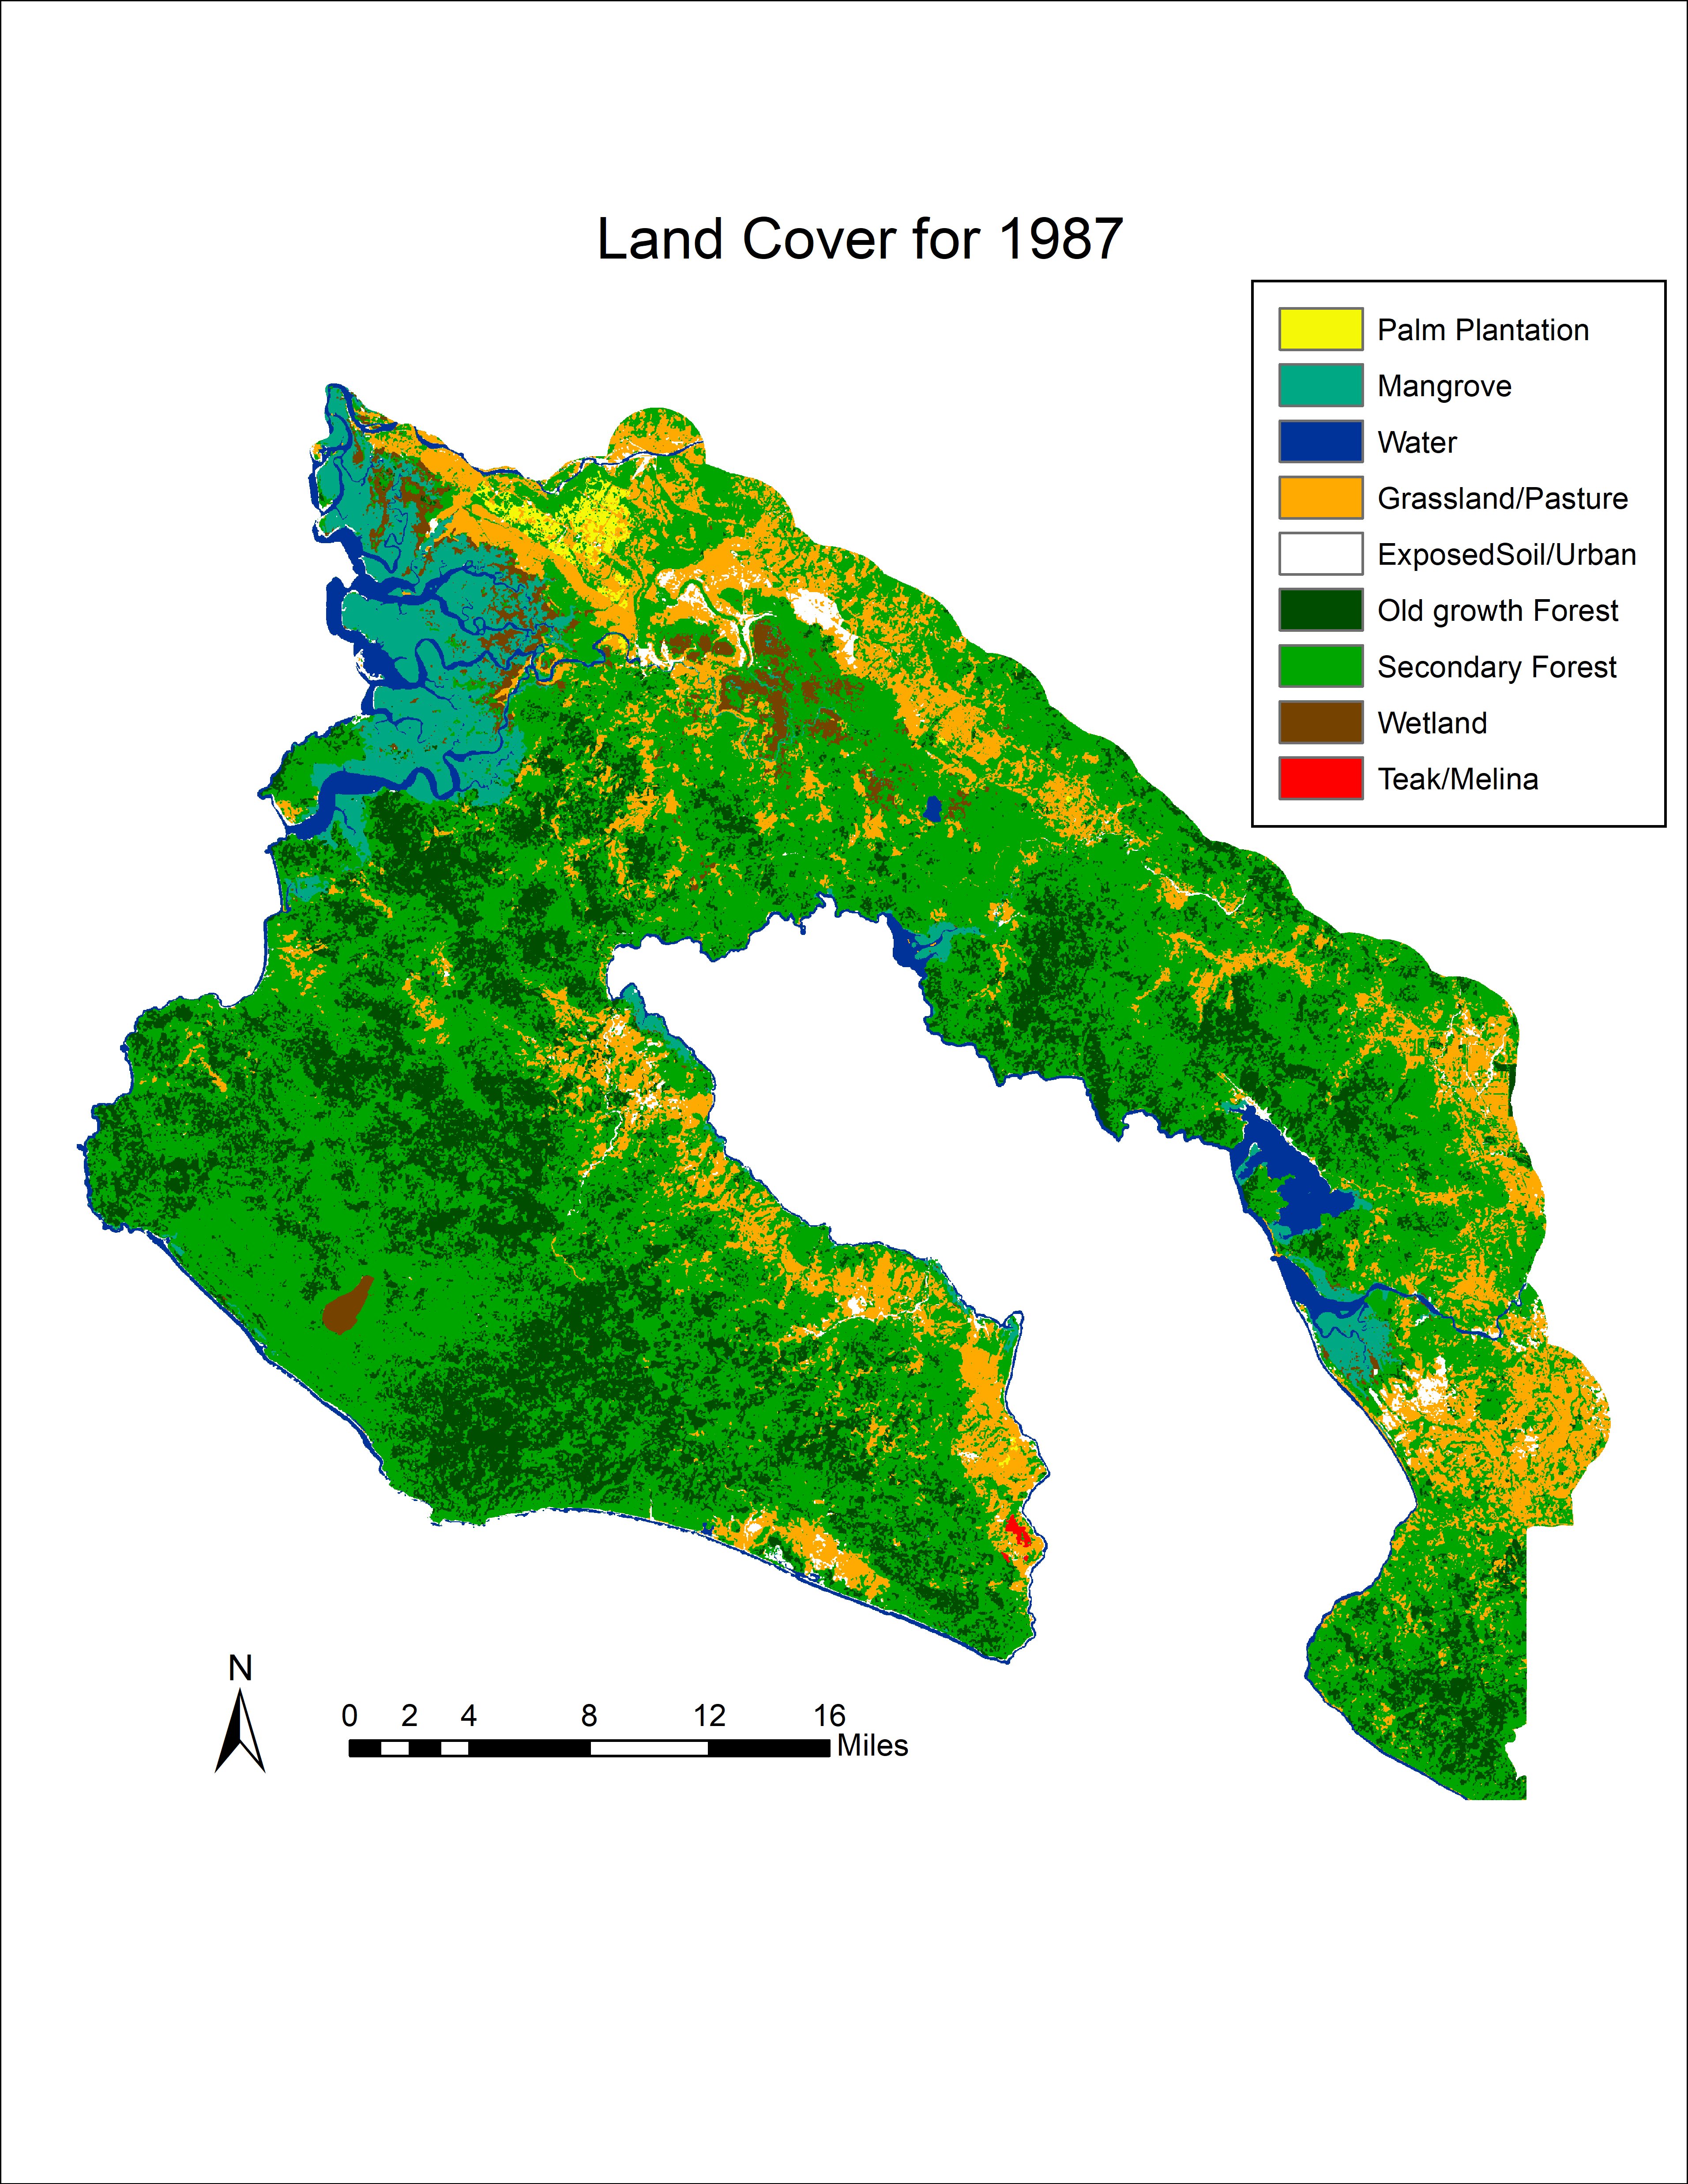 Land Cover for 1987
Palm Plantation
Mangrove
Water
Grassland/Pasture
ExposedSoil/Urban
Old growth Forest
Secondary Forest
Wetland
Teak/Melina
N
0 2 4 8 12 16
Miles